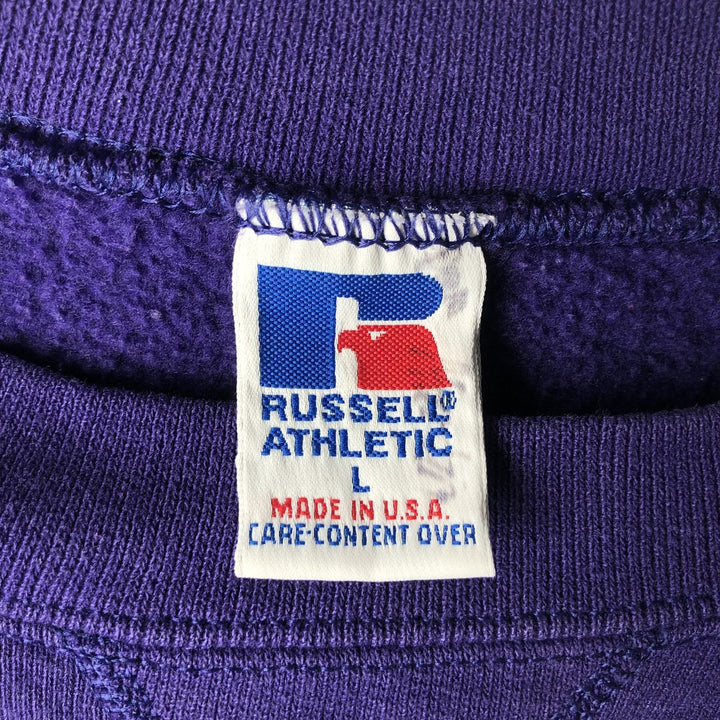 RUSSELL®
ATHLETIC
L
MADE IN U.S.A.
CARE-CONTENT OVER